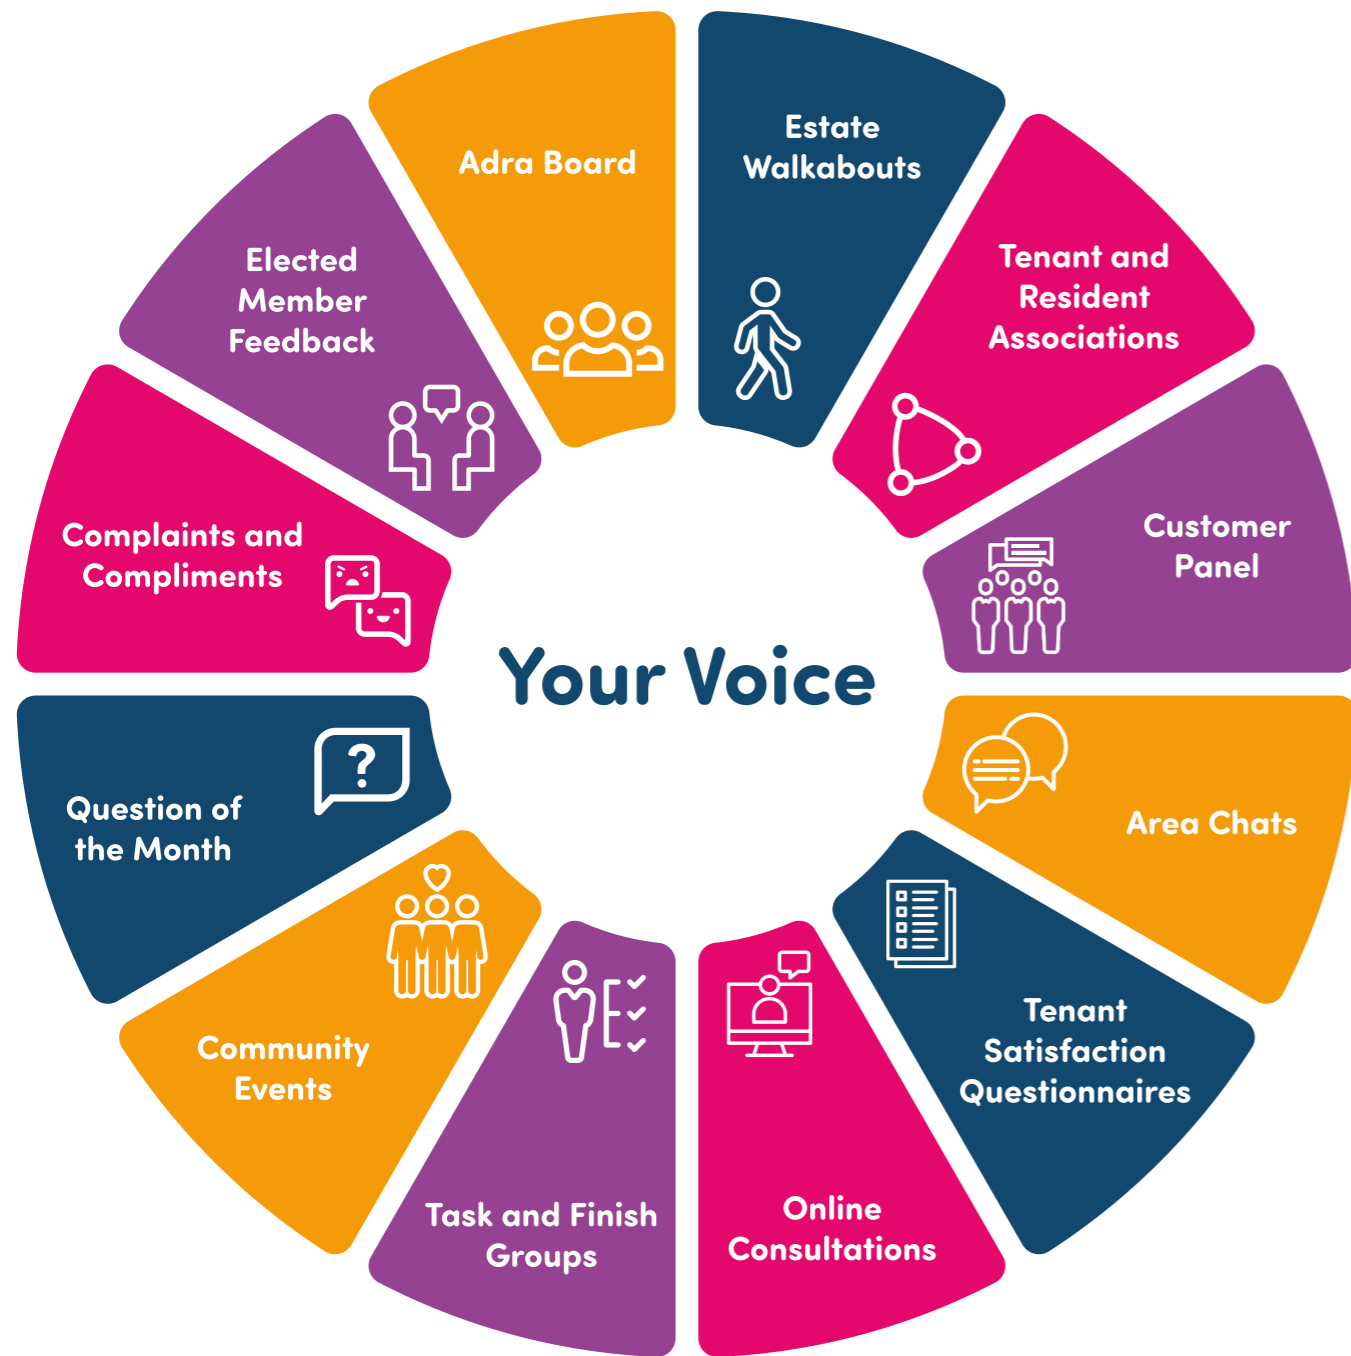 Estate
Walkabouts
Tenant and
Resident
Associations
Customer
Panel
Area Chats
Tenant
Satisfaction
Questionnaires
Online
Consultations
Task and Finish
Groups
Community
Events
Question of
the Month
?
Complaints and
Compliments
Elected
Member
Feedback
Adra Board
Your Voice